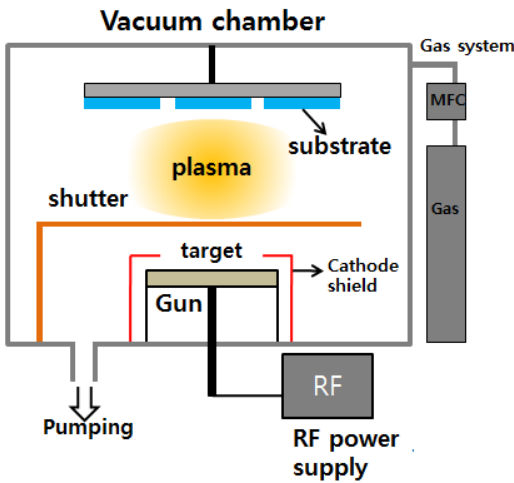 Vacuum chamber
Gas system
MFC
substrate
plasma
shutter
Gas
target
Cathode
shield
Gun
RF
Pumping
RF power
supply